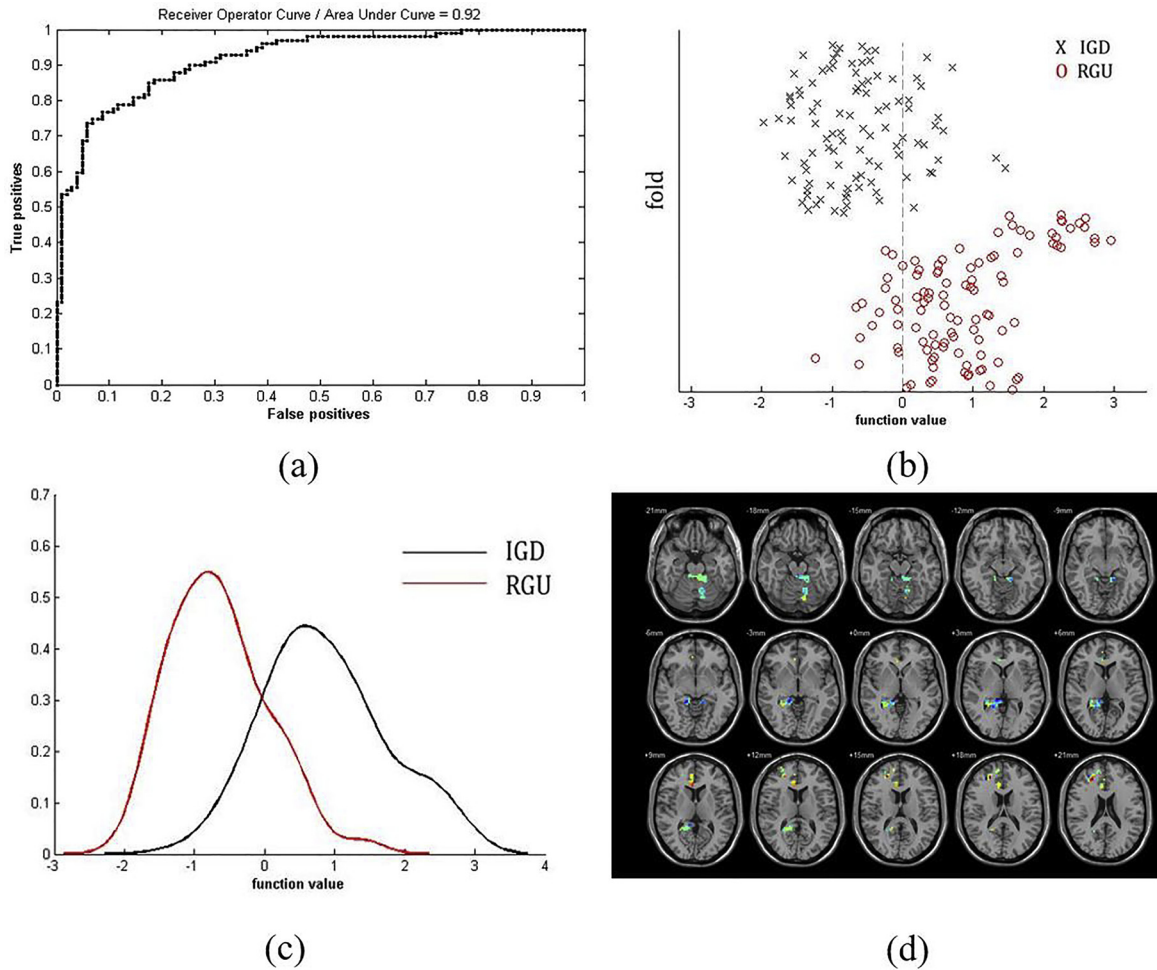 Receiver Operator Curve / Area Under Curve = 0.92
1
0.9
0.8
0.7
0.6
0.5
0.4
0.3
0.2
0.1
0
True positives
0 0.1 0.2 0.3 0.4 0.5 0.6 0.7 0.8 0.9 1
False positives
(a)
X IGD
O RGU
fold
-3 -2 -1 0 1 2 3
function value
(b)
0.7
0.6
0.5
0.4
0.3
0.2
0.1
0
IGD
RGU
-3 -2 -1 0 1 2 3 4
function value
(c)
-21mm -18mm -15mm -12mm -9mm
-6mm -3mm +0mm +3mm +6mm
+9mm +12mm +15mm +18mm +21mm
(d)